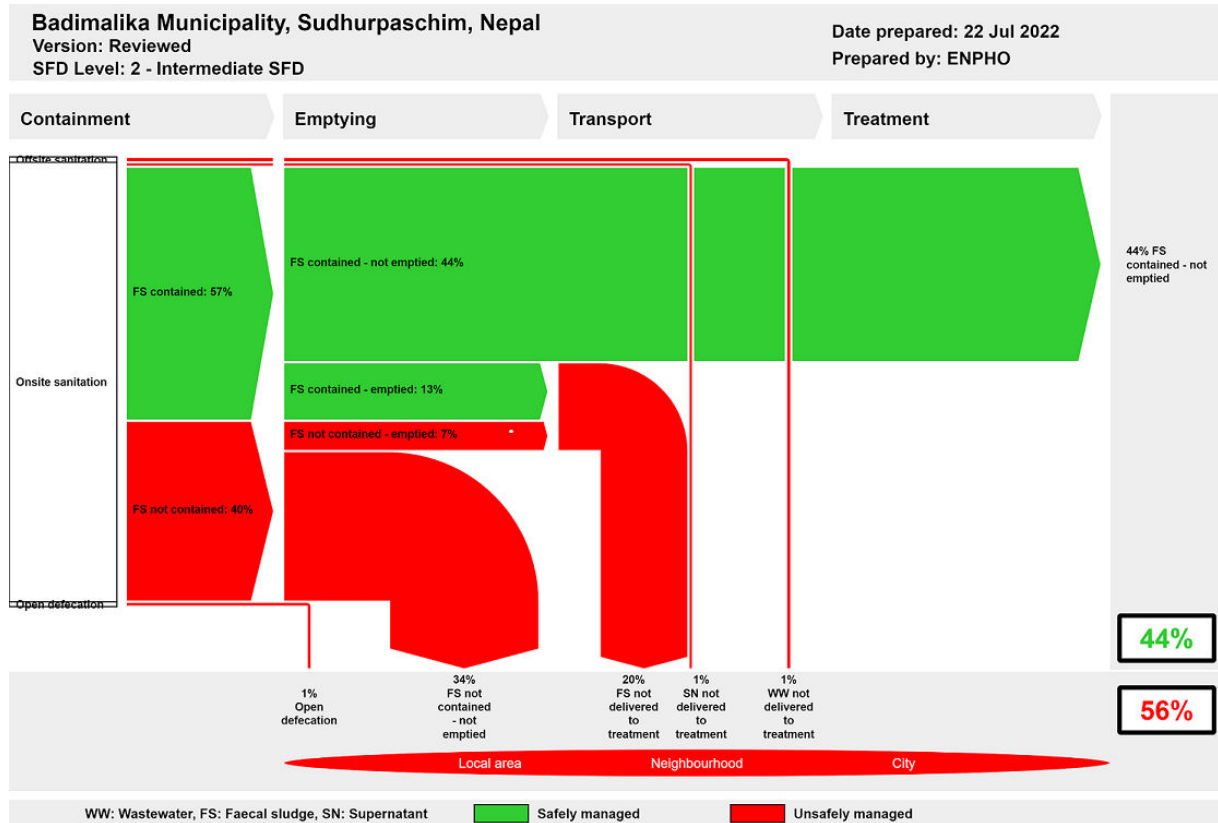 Badimalika Municipality, Sudhurpaschim, Nepal
Version: Reviewed
SFD Level: 2 - Intermediate SFD
Date prepared: 22 Jul 2022
Prepared by: ENPHO
Containment
Emptying
Transport
Treatment
Offsite sanitation
FS contained: 57%
FS contained - not emptied: 44%
44% FS
contained - not
emptied
Onsite sanitation
FS contained - emptied: 13%
FS not contained - emptied: 7%
FS not contained: 40%
Open defecation
44%
1%
Open
defecation
34%
FS not
contained
- not
emptied
20%
FS not
delivered
to
treatment
1%
SN not
delivered
to
treatment
1%
WW not
delivered
to
treatment
56%
Local area
Neighbourhood
City
WW: Wastewater, FS: Faecal sludge, SN: Supernatant
Safely managed
Unsafely managed